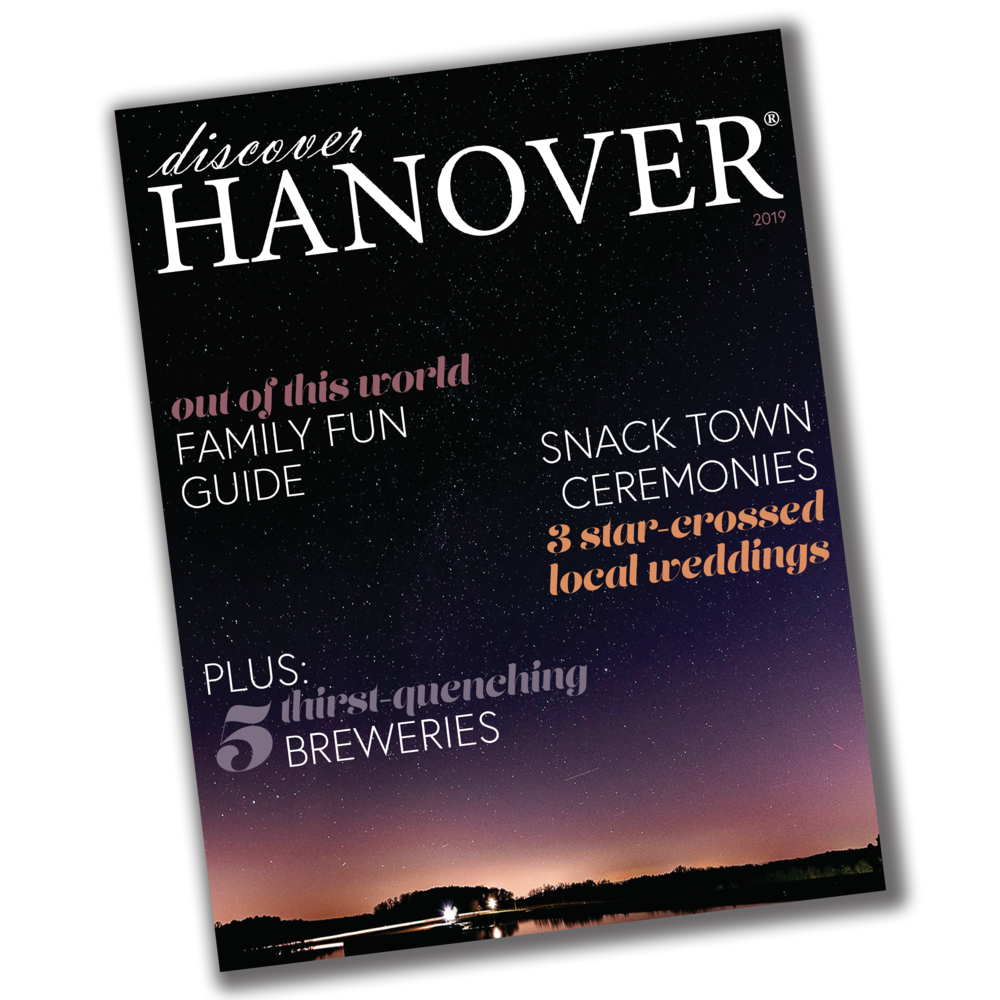 discover
HANOVER®
2019
out of this world
FAMILY FUN
GUIDE
SNACK TOWN
CEREMONIES
3 star-crossed
local weddings
PLUS:
5 thirst-quenching
BREWERIES